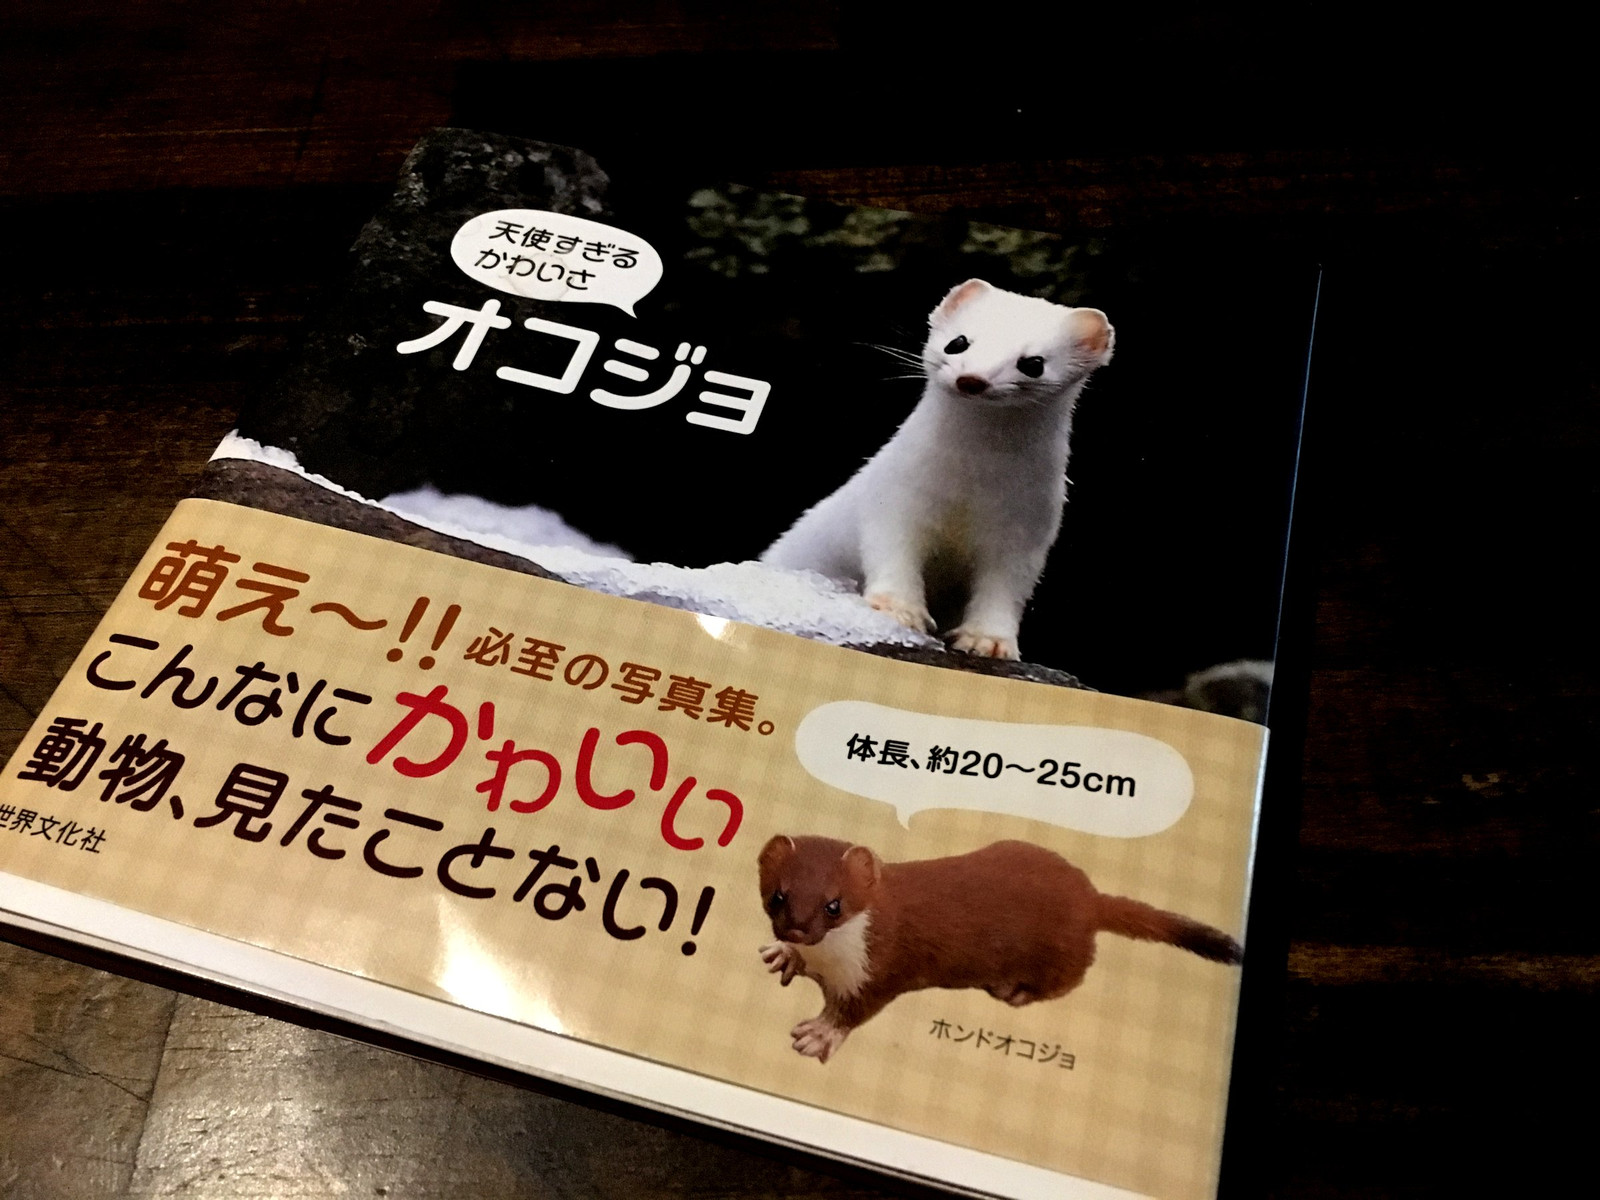 天使すぎる
かわいさ
オコジョ
萌え〜!! 必至の写真集。
こんなにかわいい
動物、見たことない!
世界文化社
体長、約20〜25cm
ホンドオコジョ